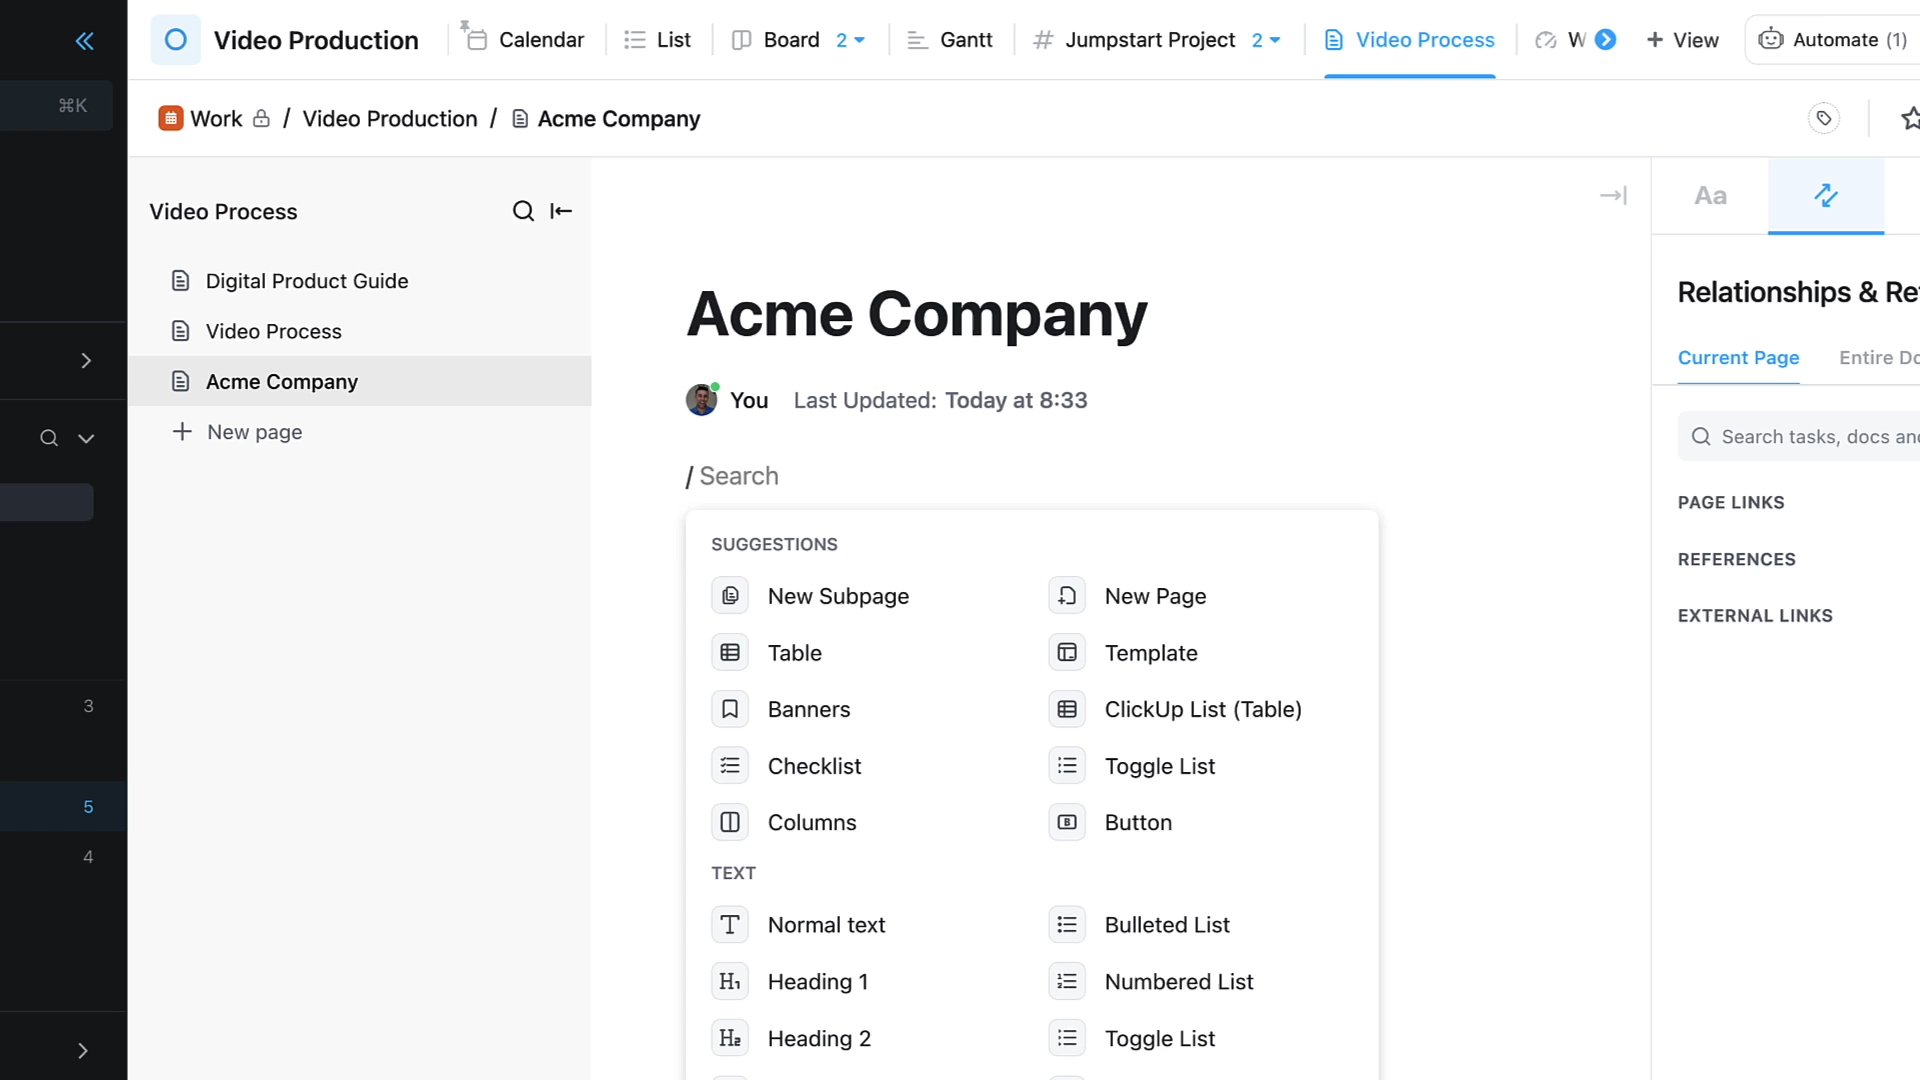 Video Production
Calendar
List
Board 2
Gantt
# Jumpstart Project 2
Video Process
W
+ View
Automate (1)
⌘K
Work / Video Production / Acme Company
Video Process
Digital Product Guide
Video Process
Acme Company
+ New page
3
5
4
Acme Company
You Last Updated: Today at 8:33
/ Search
SUGGESTIONS
New Subpage
New Page
Table
Template
Banners
ClickUp List (Table)
Checklist
Toggle List
Columns
B Button
TEXT
T Normal text
Bulleted List
H1 Heading 1
Numbered List
H2 Heading 2
Toggle List
Aa
Relationships & Re
Current Page
Entire Do
Search tasks, docs an
PAGE LINKS
REFERENCES
EXTERNAL LINKS